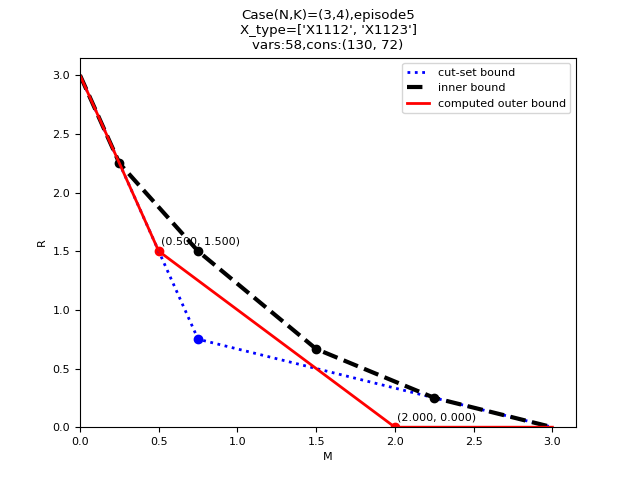 Case(N,K)=(3,4),episode5
X_type=['X1112', 'X1123']
vars:58,cons:(130, 72)
cut-set bound
inner bound
computed outer bound
3.0
2.5
2.0
1.5
1.0
0.5
0.0
R
(0.500, 1.500)
(2.000, 0.000)
0.0 0.5 1.0 1.5 2.0 2.5 3.0
M